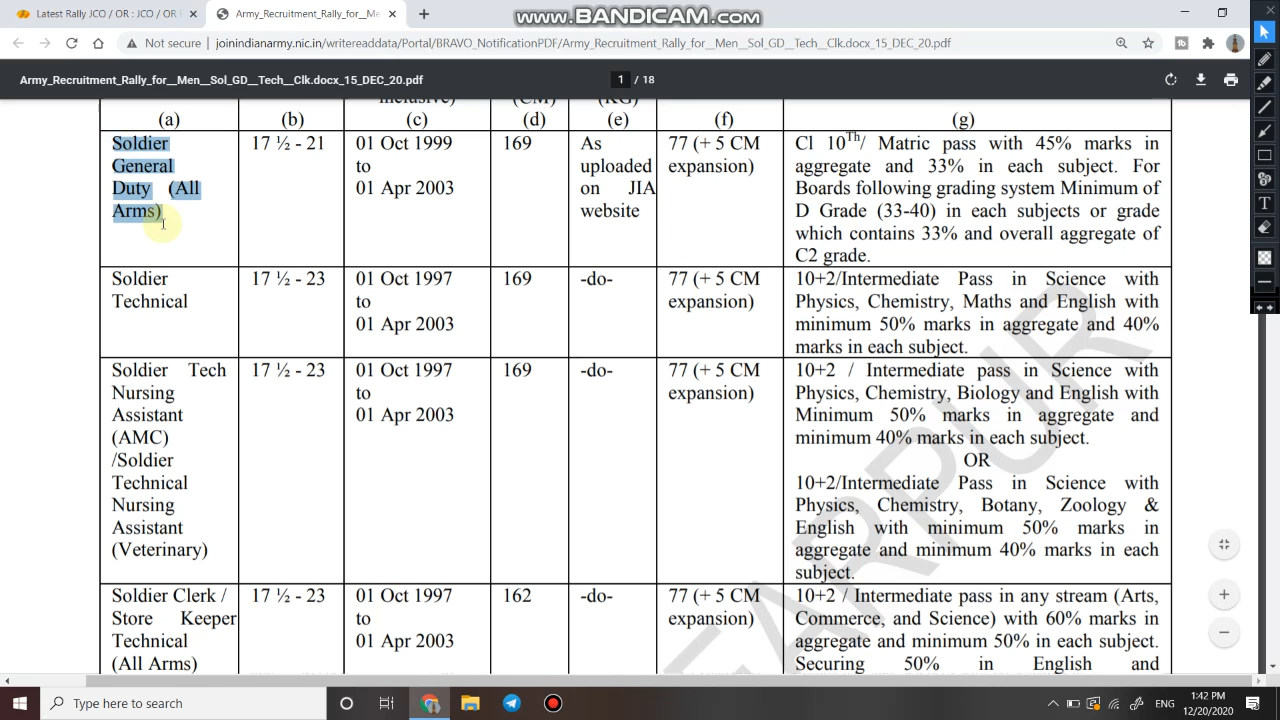 Latest Rally JCO / OR : JCO / OR
Army_Recruitment_Rally_for__Me
www.BANDICAM.com
Not secure | joinindianarmy.nic.in/writereaddata/Portal/BRAVO_NotificationPDF/Army_Recruitment_Rally_for__Men__Sol_GD__Tech__Clk.docx_15_DEC_20.pdf
Army_Recruitment_Rally_for__Men__Sol_GD__Tech__Clk.docx_15_DEC_20.pdf
1 / 18
inclusive) (CM) (KG)
(a) (b) (c) (d) (e) (f) (g)
Soldier
General
Duty (All
Arms)
17 ½ - 21
01 Oct 1999
to
01 Apr 2003
169
As
uploaded
on JIA
website
77 (+ 5 CM
expansion)
Cl 10Th/ Matric pass with 45% marks in
aggregate and 33% in each subject. For
Boards following grading system Minimum of
D Grade (33-40) in each subjects or grade
which contains 33% and overall aggregate of
C2 grade.
Soldier
Technical
17 ½ - 23
01 Oct 1997
to
01 Apr 2003
169
-do-
77 (+ 5 CM
expansion)
10+2/Intermediate Pass in Science with
Physics, Chemistry, Maths and English with
minimum 50% marks in aggregate and 40%
marks in each subject.
Soldier Tech
Nursing
Assistant
(AMC)
/Soldier
Technical
Nursing
Assistant
(Veterinary)
17 ½ - 23
01 Oct 1997
to
01 Apr 2003
169
-do-
77 (+ 5 CM
expansion)
10+2 / Intermediate pass in Science with
Physics, Chemistry, Biology and English with
Minimum 50% marks in aggregate and
minimum 40% marks in each subject.
OR
10+2/Intermediate Pass in Science with
Physics, Chemistry, Botany, Zoology &
English with minimum 50% marks in
aggregate and minimum 40% marks in each
subject.
Soldier Clerk /
Store Keeper
Technical
(All Arms)
17 ½ - 23
01 Oct 1997
to
01 Apr 2003
162
-do-
77 (+ 5 CM
expansion)
10+2 / Intermediate pass in any stream (Arts,
Commerce, and Science) with 60% marks in
aggregate and minimum 50% in each subject.
Securing 50% in English and
Type here to search
ENG
1:42 PM
12/20/2020